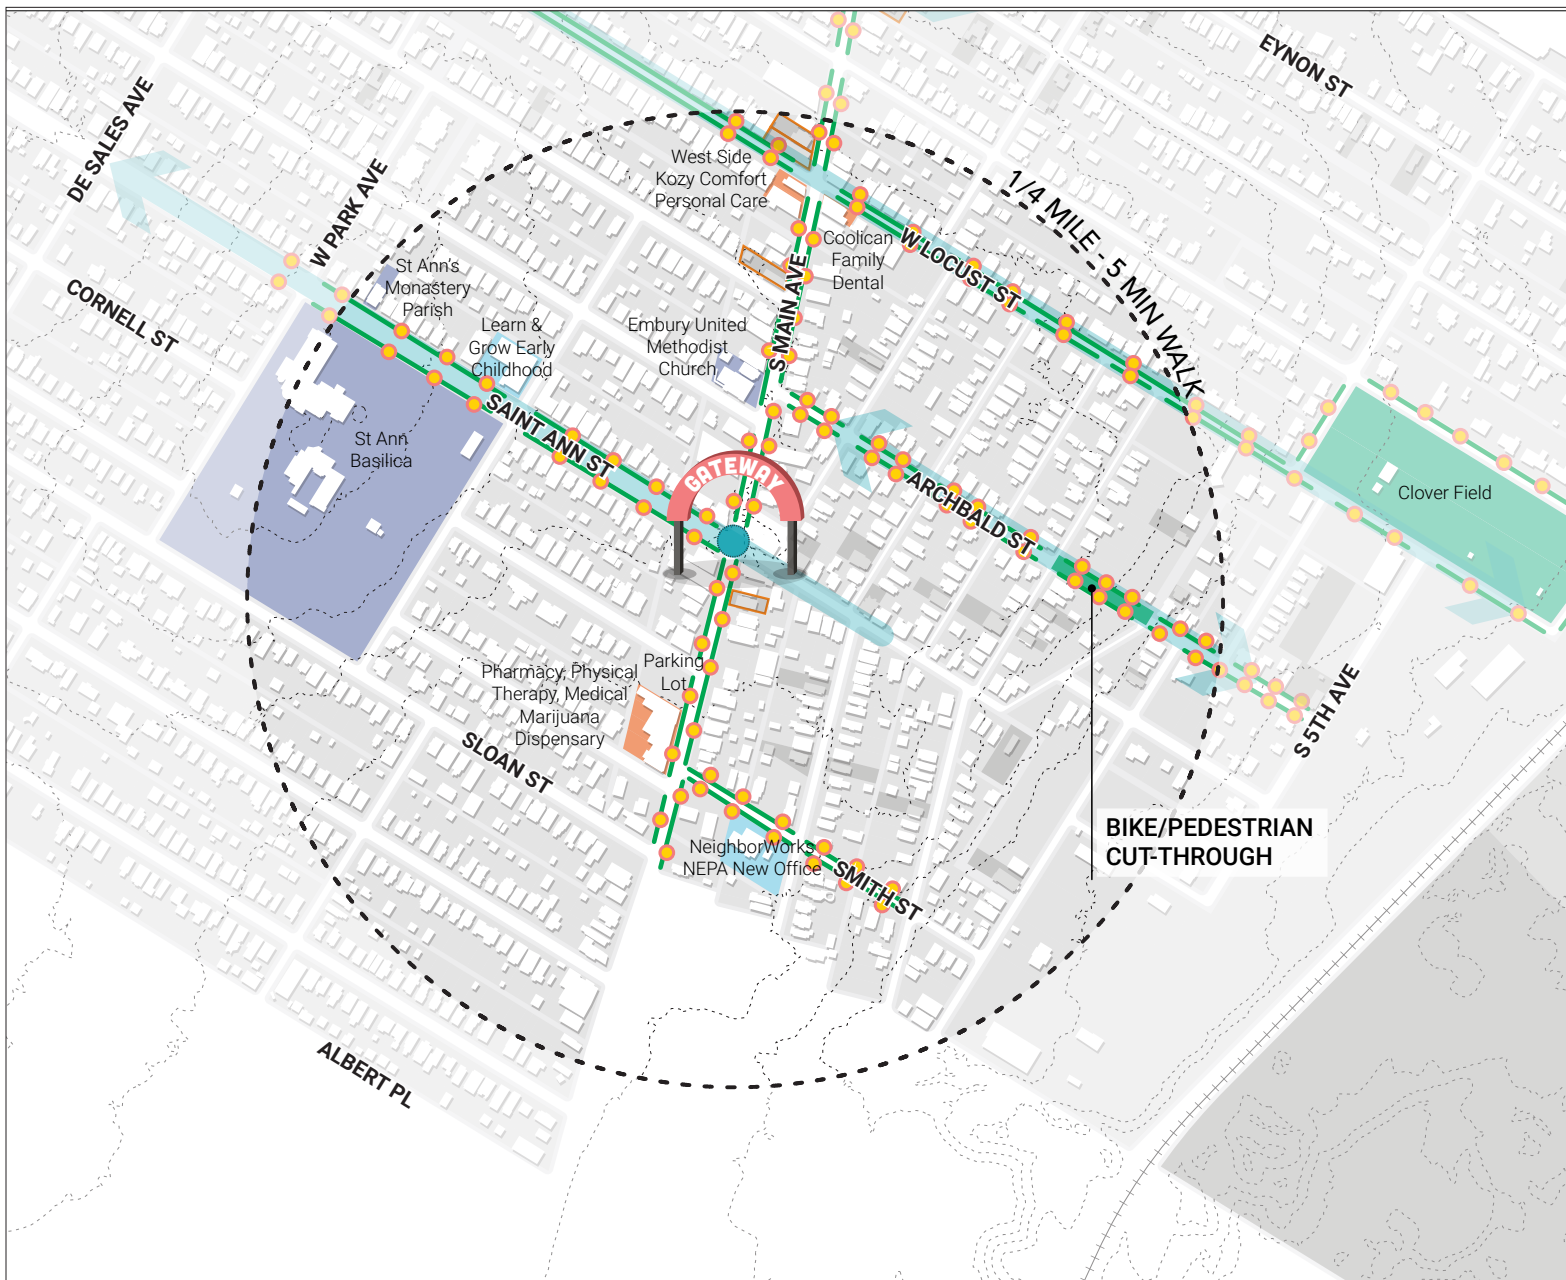 EYNON ST
DE SALES AVE
W PARK AVE
CORNELL ST
West Side
Kozy Comfort
Personal Care
1/4 MILE - 5 MIN WALK
Coolican
Family
Dental
W LOCUST ST
S MAIN AVE
St Ann's
Monastery
Parish
Learn &
Grow Early
Childhood
Embury United
Methodist
Church
SAINT ANN ST
St Ann
Basilica
GATEWAY
ARCHBALD ST
Clover Field
Parking
Lot
Pharmacy, Physical
Therapy, Medical
Marijuana
Dispensary
SLOAN ST
S 5TH AVE
BIKE/PEDESTRIAN
CUT-THROUGH
NeighborWorks
NEPA New Office
SMITH ST
ALBERT PL